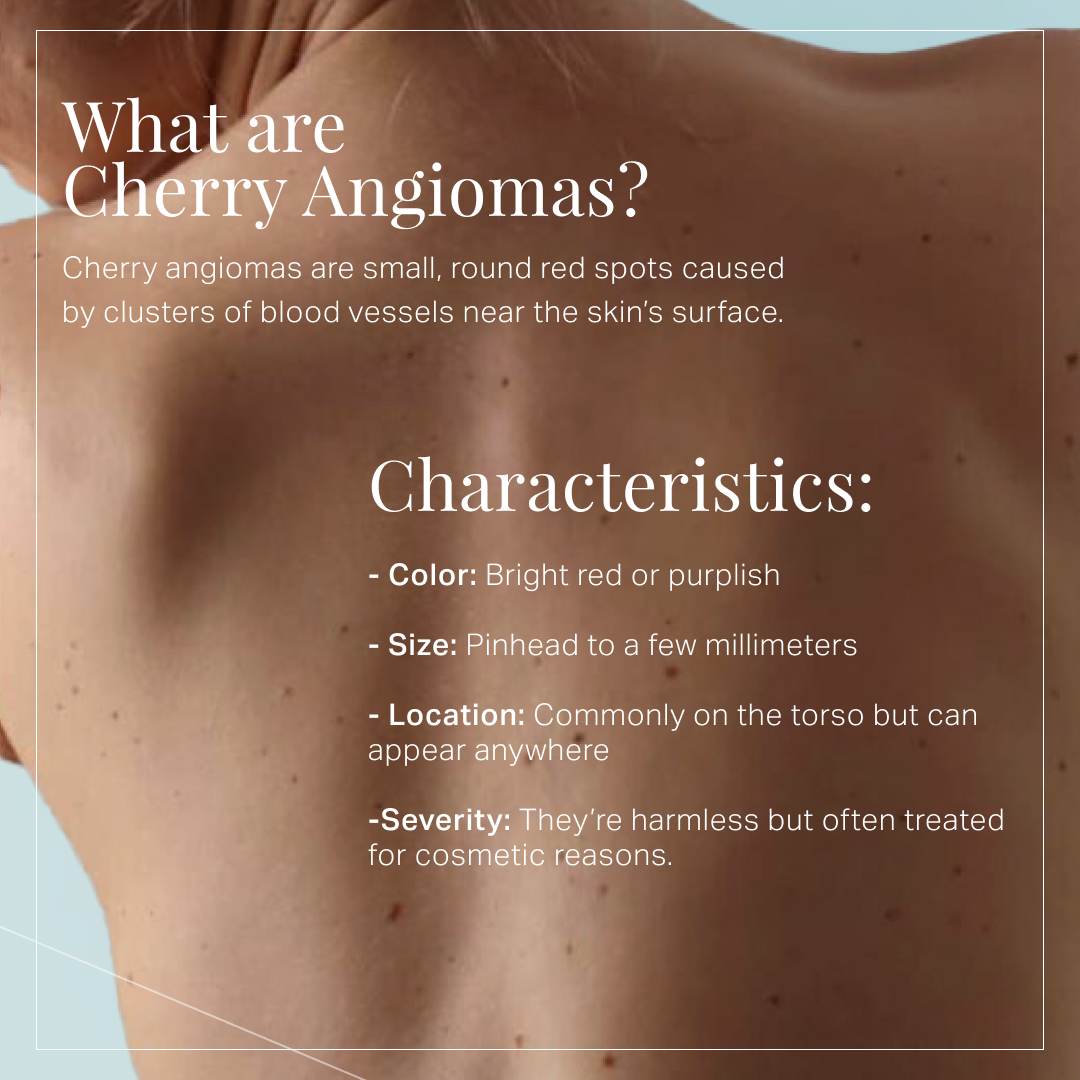 What are
Cherry Angiomas?
Cherry angiomas are small, round red spots caused
by clusters of blood vessels near the skin’s surface.
Characteristics:
- Color: Bright red or purplish
- Size: Pinhead to a few millimeters
- Location: Commonly on the torso but can
appear anywhere
-Severity: They’re harmless but often treated
for cosmetic reasons.